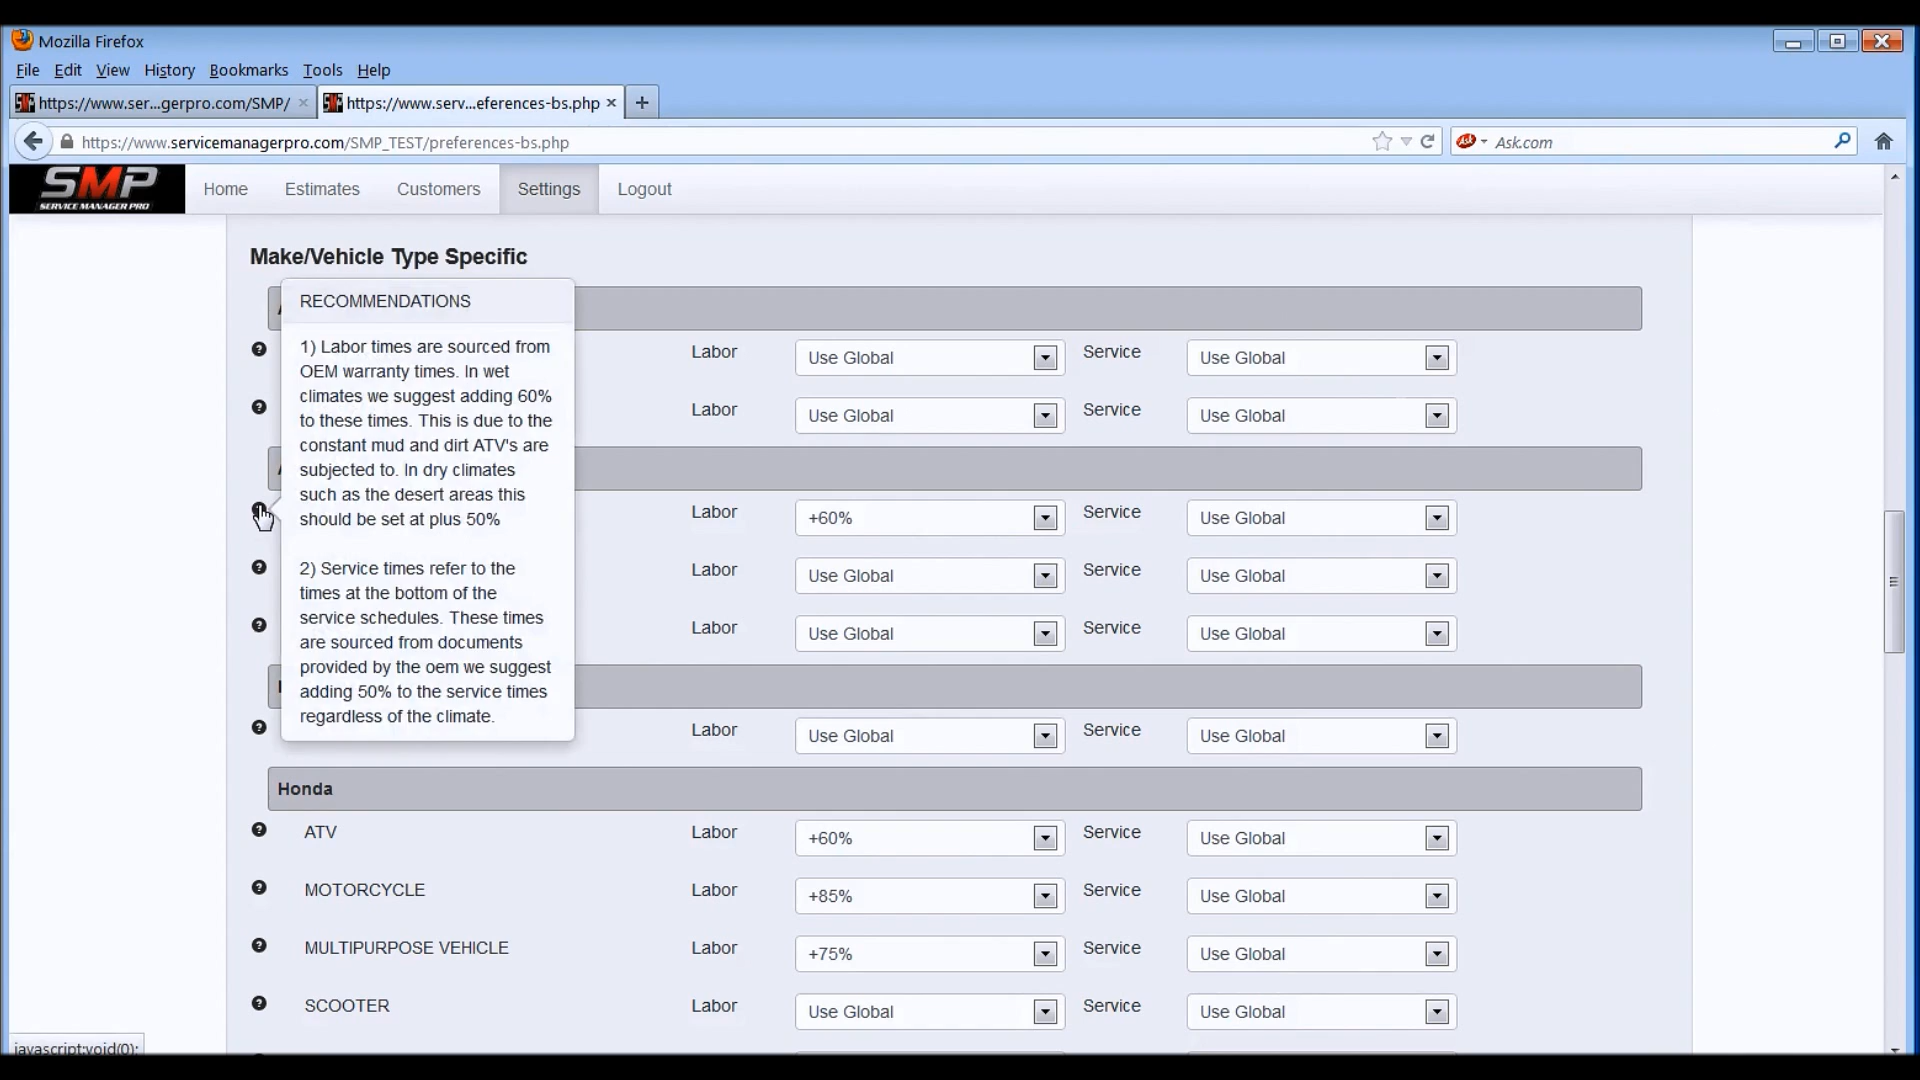 Mozilla Firefox
File Edit View History Bookmarks Tools Help
https://www.ser...gerpro.com/SMP/ https://www.serv...eferences-bs.php
https://www.servicemanagerpro.com/SMP_TEST/preferences-bs.php Ask Ask.com
SMP
SERVICE MANAGER PRO
Home Estimates Customers Settings Logout
Make/Vehicle Type Specific
RECOMMENDATIONS
1) Labor times are sourced from
OEM warranty times. In wet
climates we suggest adding 60%
to these times. This is due to the
constant mud and dirt ATV's are
subjected to. In dry climates
such as the desert areas this
should be set at plus 50%
2) Service times refer to the
times at the bottom of the
service schedules. These times
are sourced from documents
provided by the oem we suggest
adding 50% to the service times
regardless of the climate.
Labor Use Global Service Use Global
Labor Use Global Service Use Global
Labor +60% Service Use Global
Labor Use Global Service Use Global
Labor Use Global Service Use Global
Labor Use Global Service Use Global
Honda
ATV Labor +60% Service Use Global
MOTORCYCLE Labor +85% Service Use Global
MULTIPURPOSE VEHICLE Labor +75% Service Use Global
SCOOTER Labor Use Global Service Use Global
javascript:void(0);